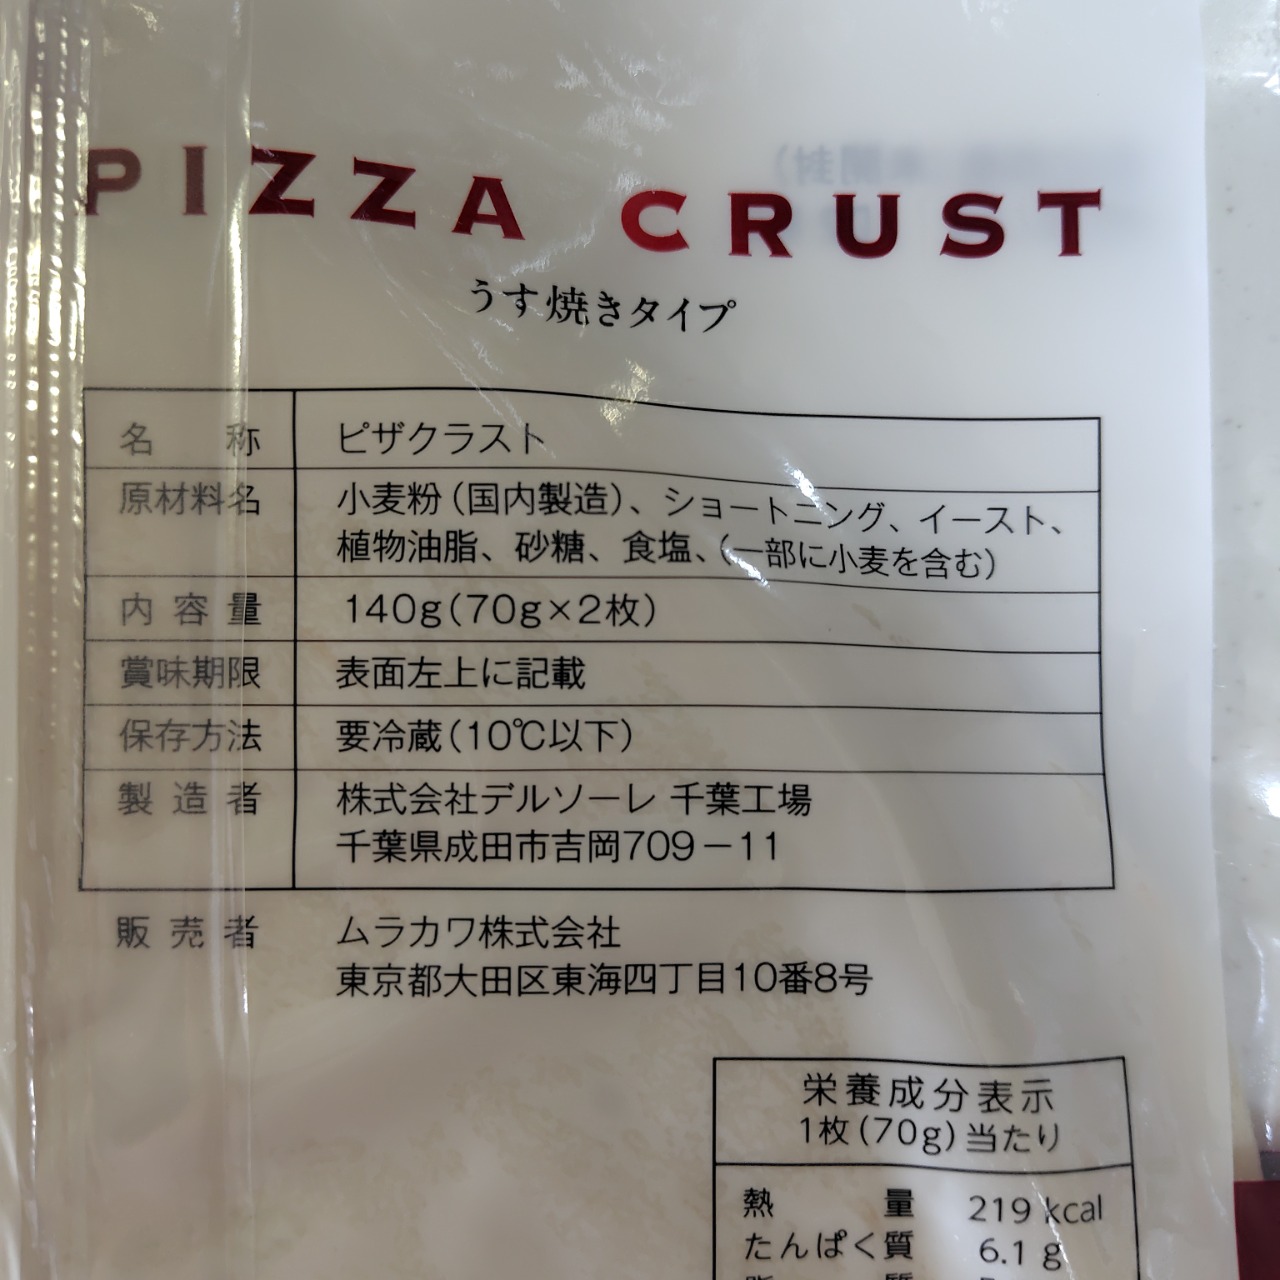 PIZZA CRUST
うす焼きタイプ
名称 ピザクラスト
原材料名 小麦粉(国内製造)、ショートニング、イースト、
植物油脂、砂糖、食塩、(一部に小麦を含む)
内容量 140g(70g×2枚)
賞味期限 表面左上に記載
保存方法 要冷蔵(10℃以下)
製造者 株式会社デルソーレ 千葉工場
千葉県成田市吉岡709-11
販売者 ムラカワ株式会社
東京都大田区東海四丁目10番8号
栄養成分表示
1枚(70g)当たり
熱量 219 kcal
たんぱく質 6.1 g